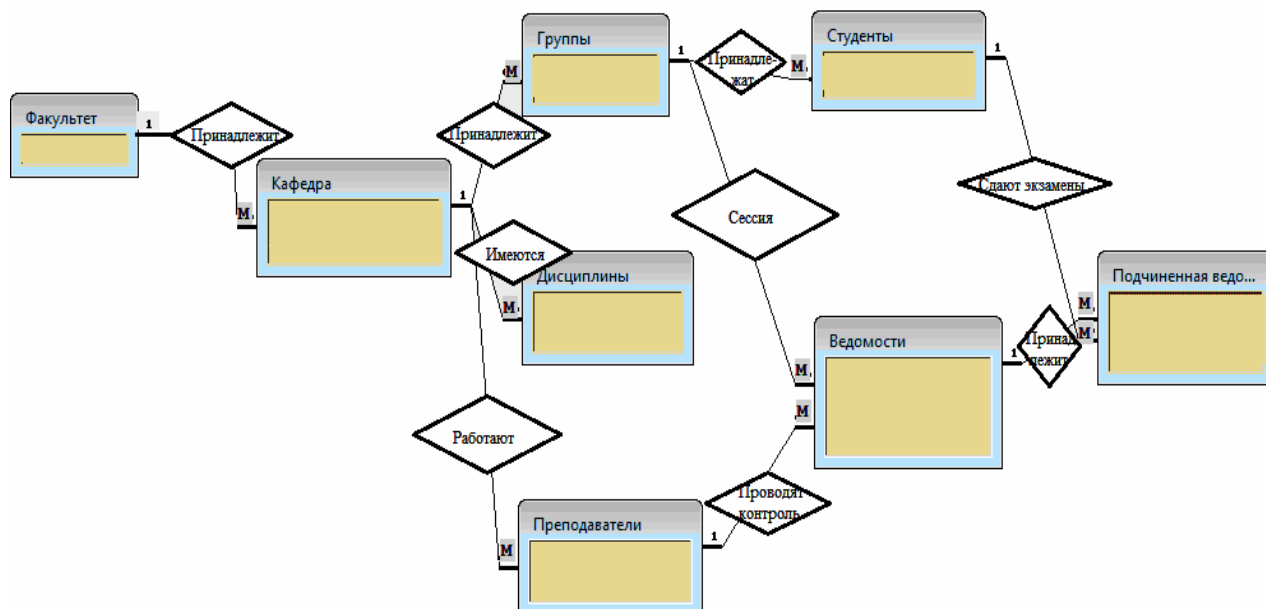 Группы
Студенты
1
Принадле-
жат
М
1
М
Факультет
1
Принадлежит
Принадлежит
Кафедра
1
М
Сдают экзамены
Сессия
Имеются
Дисциплины
М
Подчиненная ведо...
М
М
Ведомости
1
Принад
лежит
М
М
Работают
Проводят
контроль
Преподаватели
1
М